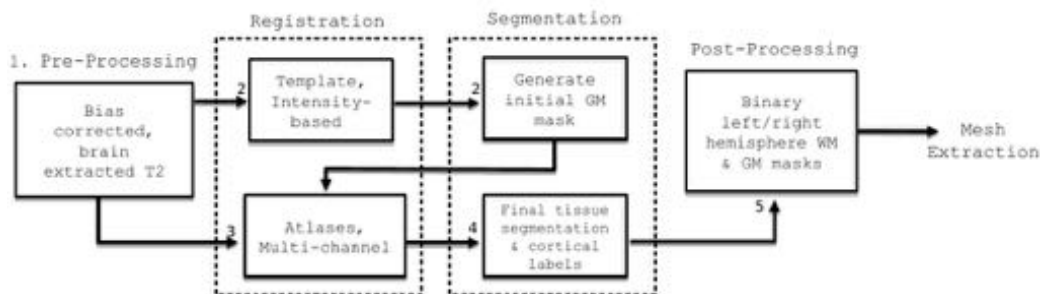 Registration
Segmentation
Post-Processing
1. Pre-Processing
2
Template,
Intensity-
based
2
Generate
initial GM
mask
Bias
corrected,
brain
extracted T2
Binary
left/right
hemisphere WM
& GM masks
Mesh
Extraction
3
Atlases,
Multi-channel
4
Final tissue
segmentation
& cortical
labels
5